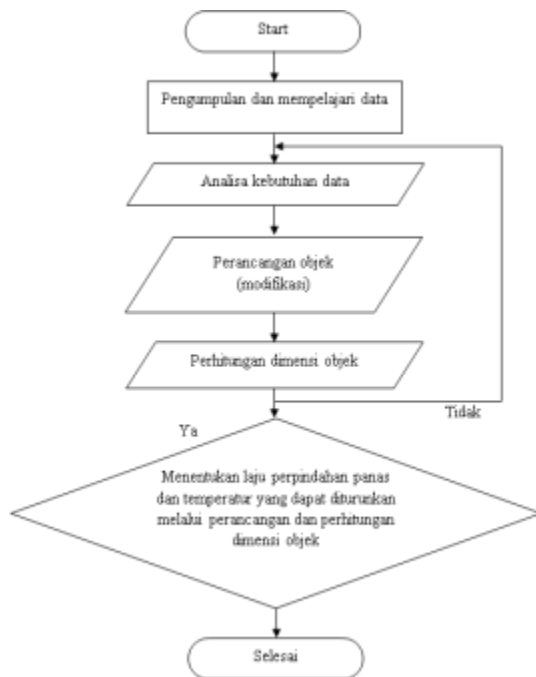 Start
Pengumpulan dan mempelajari data
Analisa kebutuhan data
Perancangan objek
(modifikasi)
Perhitungan dimensi objek
Tidak
Ya
Menentukan laju perpindahan panas
dan temperatur yang dapat diturunkan
melalui perancangan dan perhitungan
dimensi objek
Selesai